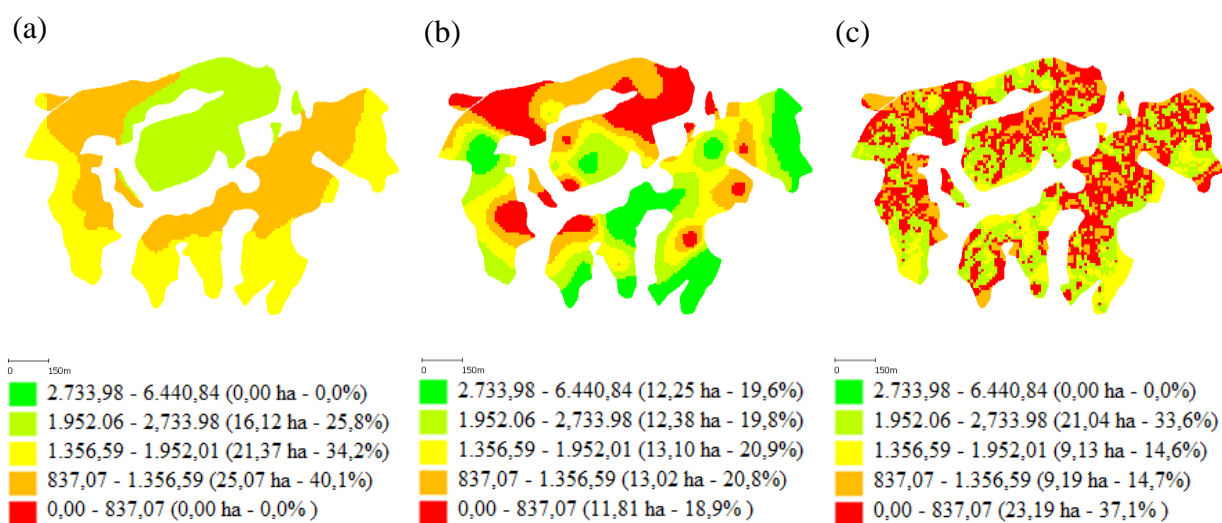 (a)
(b)
(c)
0 150m
2.733,98 - 6.440,84 (0,00 ha - 0,0%)
1.952.06 - 2,733.98 (16,12 ha - 25,8%)
1.356,59 - 1.952,01 (21,37 ha - 34,2%)
837,07 - 1.356,59 (25,07 ha - 40,1%)
0,00 - 837,07 (0,00 ha - 0,0% )
0 150m
2.733,98 - 6.440,84 (12,25 ha - 19,6%)
1.952.06 - 2,733.98 (12,38 ha - 19,8%)
1.356,59 - 1.952,01 (13,10 ha - 20,9%)
837,07 - 1.356,59 (13,02 ha - 20,8%)
0,00 - 837,07 (11,81 ha - 18,9% )
0 150m
2.733,98 - 6.440,84 (0,00 ha - 0,0%)
1.952.06 - 2,733.98 (21,04 ha - 33,6%)
1.356,59 - 1.952,01 (9,13 ha - 14,6%)
837,07 - 1.356,59 (9,19 ha - 14,7%)
0,00 - 837,07 (23,19 ha - 37,1%)